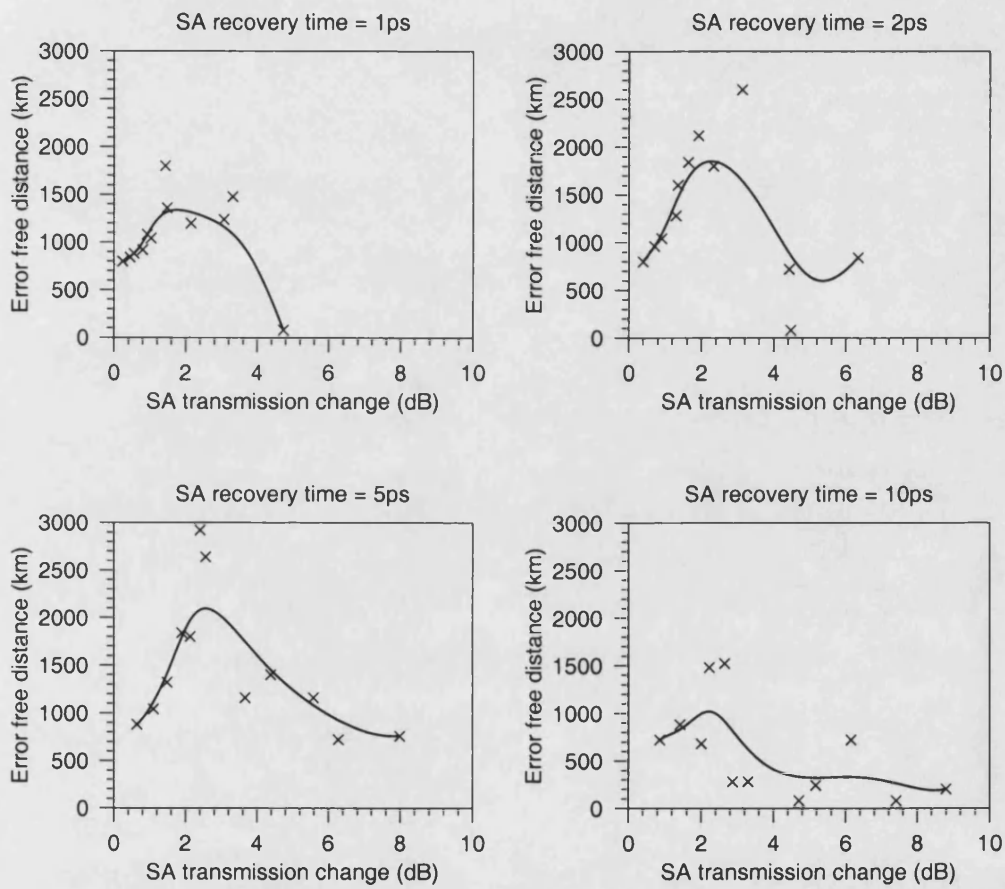 SA recovery time = 1ps
3000
2500
2000
1500
1000
500
0
Error free distance (km)
0 2 4 6 8 10
SA transmission change (dB)
SA recovery time = 2ps
3000
2500
2000
1500
1000
500
0
Error free distance (km)
0 2 4 6 8 10
SA transmission change (dB)
SA recovery time = 5ps
3000
2500
2000
1500
1000
500
0
Error free distance (km)
0 2 4 6 8 10
SA transmission change (dB)
SA recovery time = 10ps
3000
2500
2000
1500
1000
500
0
Error free distance (km)
0 2 4 6 8 10
SA transmission change (dB)